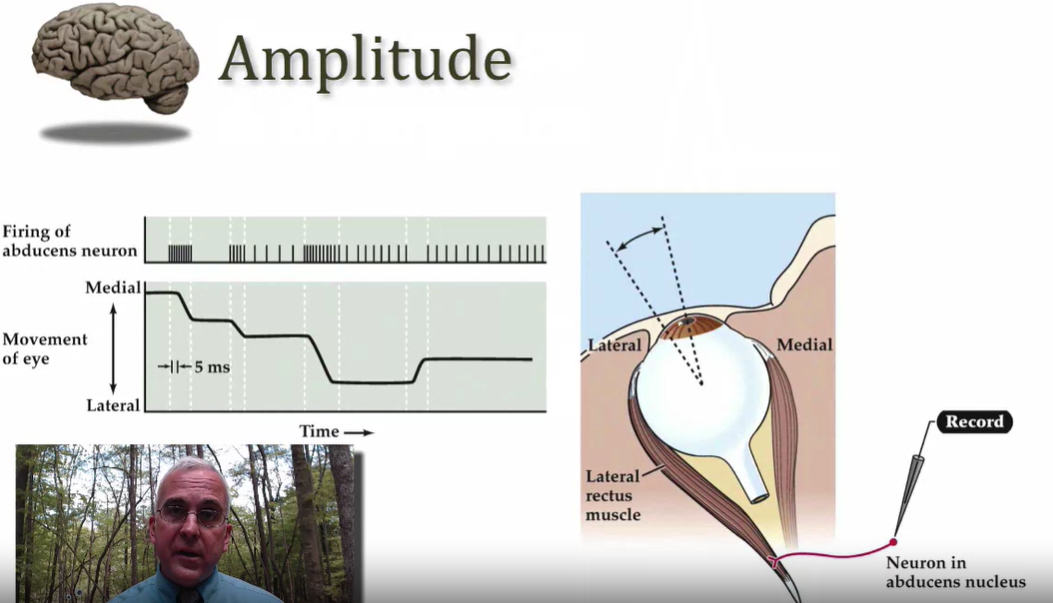 Amplitude
Firing of
abducens neuron
Medial
Movement
of eye
5 ms
Lateral
Time
Lateral
Medial
Lateral
rectus
muscle
Record
Neuron in
abducens nucleus